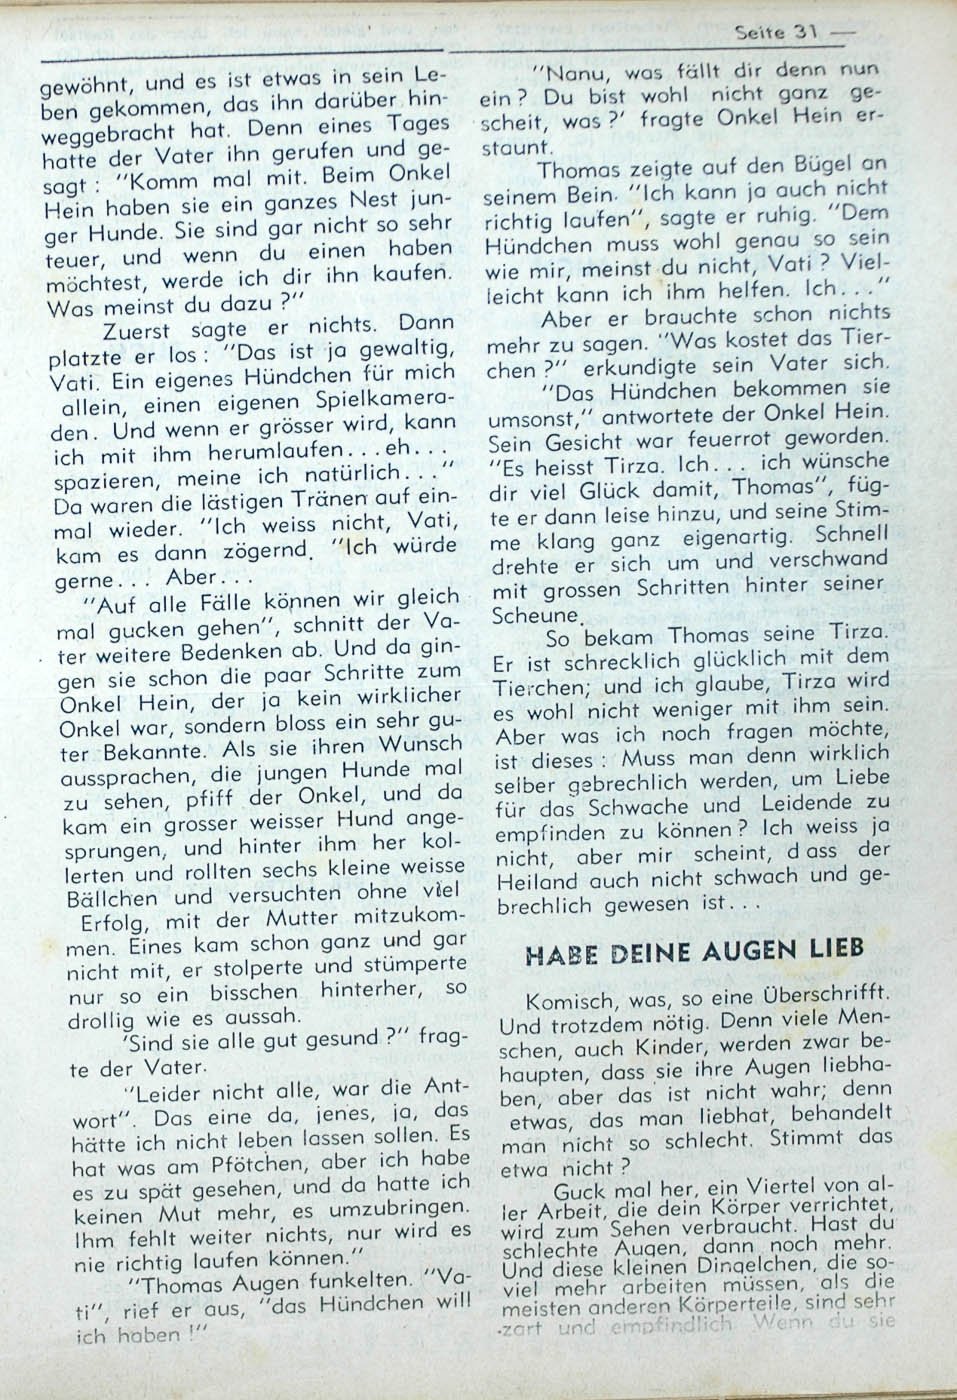 Seite 31 —
gewöhnt, und es ist etwas in sein Le-
ben gekommen, das ihn darüber hin-
weggebracht hat. Denn eines Tages
hatte der Vater ihn gerufen und ge-
sagt : "Komm mal mit. Beim Onkel
Hein haben sie ein ganzes Nest jun-
ger Hunde. Sie sind gar nicht so sehr
teuer, und wenn du einen haben
möchtest, werde ich dir ihn kaufen.
Was meinst du dazu ?"
Zuerst sagte er nichts. Dann
platzte er los : "Das ist ja gewaltig,
Vati. Ein eigenes Hündchen für mich
allein, einen eigenen Spielkamera-
den. Und wenn er grösser wird, kann
ich mit ihm herumlaufen...eh...
spazieren, meine ich natürlich..."
Da waren die lästigen Tränen auf ein-
mal wieder. "Ich weiss nicht, Vati,
kam es dann zögernd. "Ich würde
gerne... Aber...
"Auf alle Fälle können wir gleich
mal gucken gehen", schnitt der Va-
ter weitere Bedenken ab. Und da gin-
gen sie schon die paar Schritte zum
Onkel Hein, der ja kein wirklicher
Onkel war, sondern bloss ein sehr gu-
ter Bekannte. Als sie ihren Wunsch
aussprachen, die jungen Hunde mal
zu sehen, pfiff der Onkel, und da
kam ein grosser weisser Hund ange-
sprungen, und hinter ihm her kol-
lerten und rollten sechs kleine weisse
Bällchen und versuchten ohne viel
Erfolg, mit der Mutter mitzukom-
men. Eines kam schon ganz und gar
nicht mit, er stolperte und stümperte
nur so ein bisschen hinterher, so
drollig wie es aussah.
'Sind sie alle gut gesund ?" frag-
te der Vater.
"Leider nicht alle, war die Ant-
wort". Das eine da, jenes, ja, das
hätte ich nicht leben lassen sollen. Es
hat was am Pfötchen, aber ich habe
es zu spät gesehen, und da hatte ich
keinen Mut mehr, es umzubringen.
Ihm fehlt weiter nichts, nur wird es
nie richtig laufen können."
"Thomas Augen funkelten. "Va-
ti", rief er aus, "das Hündchen will
ich haben !"
"Nanu, was fällt dir denn nun
ein ? Du bist wohl nicht ganz ge-
scheit, was ?' fragte Onkel Hein er-
staunt.
Thomas zeigte auf den Bügel an
seinem Bein. "Ich kann ja auch nicht
richtig laufen", sagte er ruhig. "Dem
Hündchen muss wohl genau so sein
wie mir, meinst du nicht, Vati ? Viel-
leicht kann ich ihm helfen. Ich..."
Aber er brauchte schon nichts
mehr zu sagen. "Was kostet das Tier-
chen ?" erkundigte sein Vater sich.
"Das Hündchen bekommen sie
umsonst," antwortete der Onkel Hein.
Sein Gesicht war feuerrot geworden.
"Es heisst Tirza. Ich... ich wünsche
dir viel Glück damit, Thomas", füg-
te er dann leise hinzu, und seine Stim-
me klang ganz eigenartig. Schnell
drehte er sich um und verschwand
mit grossen Schritten hinter seiner
Scheune.
So bekam Thomas seine Tirza.
Er ist schrecklich glücklich mit dem
Tierchen; und ich glaube, Tirza wird
es wohl nicht weniger mit ihm sein.
Aber was ich noch fragen möchte,
ist dieses : Muss man denn wirklich
selber gebrechlich werden, um Liebe
für das Schwache und Leidende zu
empfinden zu können ? Ich weiss ja
nicht, aber mir scheint, dass der
Heiland auch nicht schwach und ge-
brechlich gewesen ist...
HABE DEINE AUGEN LIEB
Komisch, was, so eine Überschrifft.
Und trotzdem nötig. Denn viele Men-
schen, auch Kinder, werden zwar be-
haupten, dass sie ihre Augen liebha-
ben, aber das ist nicht wahr; denn
etwas, das man liebhat, behandelt
man nicht so schlecht. Stimmt das
etwa nicht ?
Guck mal her, ein Viertel von al-
ler Arbeit, die dein Körper verrichtet,
wird zum Sehen verbraucht. Hast du
schlechte Augen, dann noch mehr.
Und diese kleinen Dingelchen, die so-
viel mehr arbeiten müssen, als die
meisten anderen Körperteile, sind sehr
zart und empfindlich. Wenn du sie